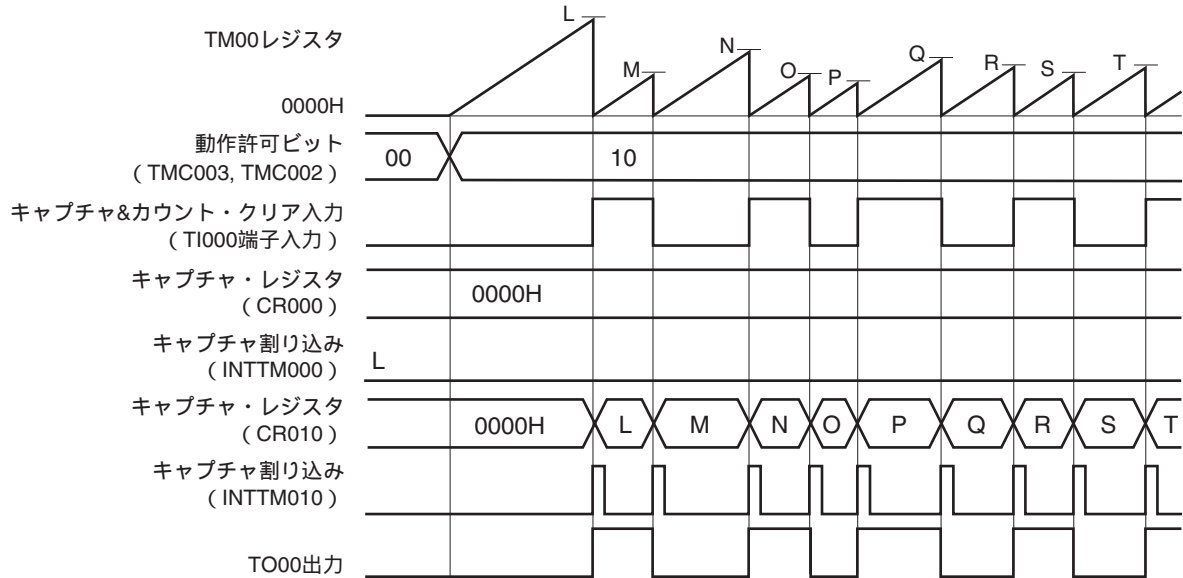 L
TM00レジスタ
M
N
O
P
Q
R
S
T
0000H
動作許可ビット
（TMC003, TMC002）
00
10
キャプチャ&カウント・クリア入力
（TI000端子入力）
キャプチャ・レジスタ
（CR000）
0000H
キャプチャ割り込み
（INTTM000）
L
キャプチャ・レジスタ
（CR010）
0000H
L
M
N
O
P
Q
R
S
T
キャプチャ割り込み
（INTTM010）
TO00出力